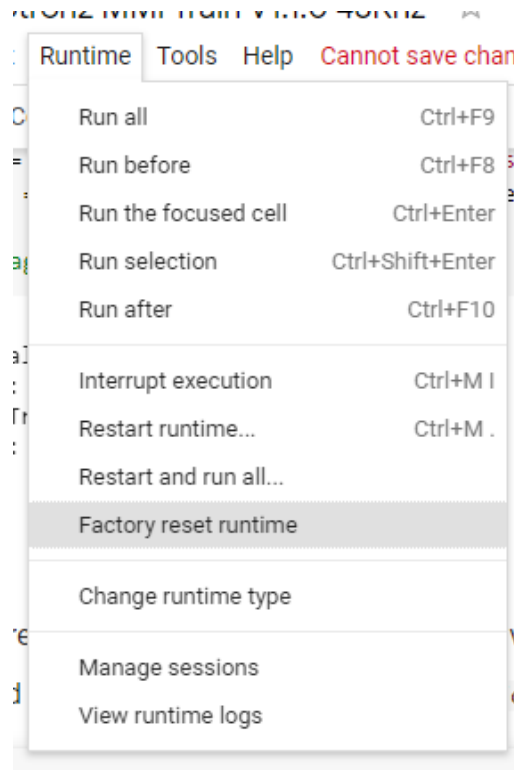 Runtime Tools Help Cannot save chan
Run all Ctrl+F9
Run before Ctrl+F8
Run the focused cell Ctrl+Enter
Run selection Ctrl+Shift+Enter
Run after Ctrl+F10
Interrupt execution Ctrl+M I
Restart runtime... Ctrl+M .
Restart and run all...
Factory reset runtime
Change runtime type
Manage sessions
View runtime logs